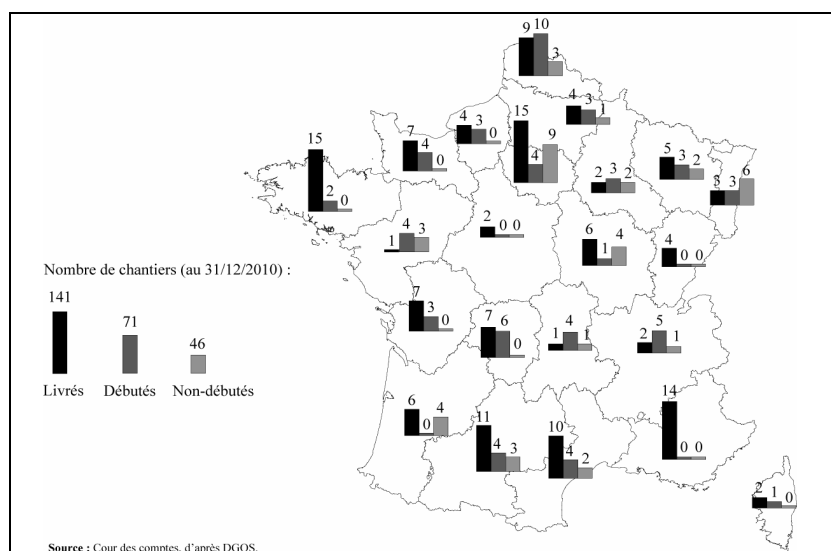 9 10 3
4 3 1
4 3 0
15 4 9
7 4 0
15 2 0
5 3 2
2 3 2
3 3 6
1 4 3
2 0 0
6 1 4
4 0 0
Nombre de chantiers (au 31/12/2010) :
141
71
46
Livrés Débutés Non-débutés
7 3 0
7 6 0
1 4 1
2 5 1
6 0 4
11 4 3
10 4 2
14 0 0
2 1 0
Source : Cour des comptes, d'après DGOS.